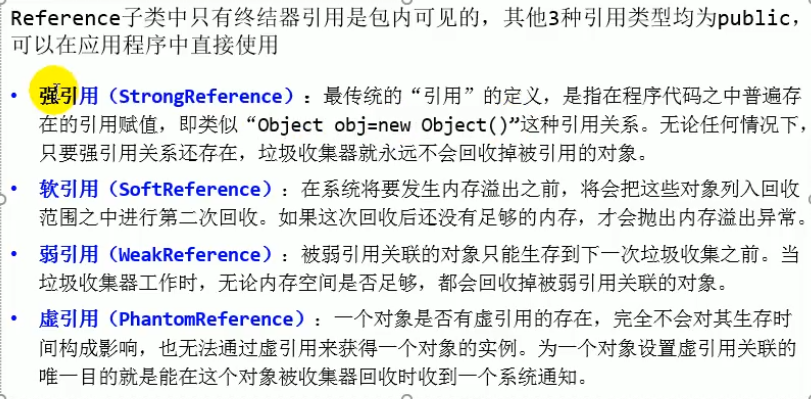 Reference子类中只有终结器引用是包内可见的，其他3种引用类型均为public，
可以在应用程序中直接使用
• 强引用（StrongReference）：最传统的“引用”的定义，是指在程序代码之中普遍存
在的引用赋值，即类似“Object obj=new Object()”这种引用关系。无论任何情况下，
只要强引用关系还存在，垃圾收集器就永远不会回收掉被引用的对象。
• 软引用（SoftReference）：在系统将要发生内存溢出之前，将会把这些对象列入回收
范围之中进行第二次回收。如果这次回收后还没有足够的内存，才会抛出内存溢出异常。
• 弱引用（WeakReference）：被弱引用关联的对象只能生存到下一次垃圾收集之前。当
垃圾收集器工作时，无论内存空间是否足够，都会回收掉被弱引用关联的对象。
• 虚引用（PhantomReference）：一个对象是否有虚引用的存在，完全不会对其生存时
间构成影响，也无法通过虚引用来获得一个对象的实例。为一个对象设置虚引用关联的
唯一目的就是能在这个对象被收集器回收时收到一个系统通知。